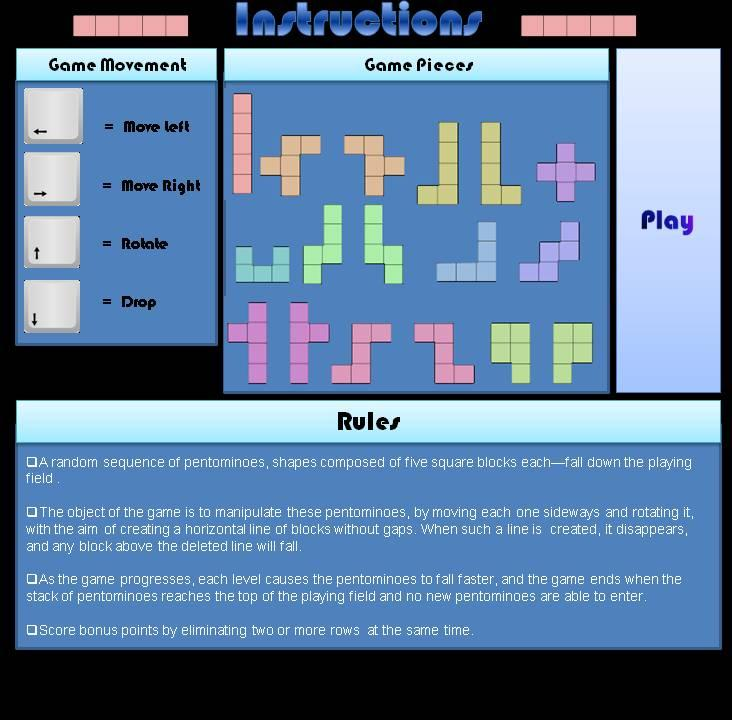 Instructions
Game Movement
← = Move Left
→ = Move Right
↑ = Rotate
↓ = Drop
Game Pieces
Play
Rules
❑A random sequence of pentominoes, shapes composed of five square blocks each—fall down the playing
field .
❑The object of the game is to manipulate these pentominoes, by moving each one sideways and rotating it,
with the aim of creating a horizontal line of blocks without gaps. When such a line is created, it disappears,
and any block above the deleted line will fall.
❑As the game progresses, each level causes the pentominoes to fall faster, and the game ends when the
stack of pentominoes reaches the top of the playing field and no new pentominoes are able to enter.
❑Score bonus points by eliminating two or more rows at the same time.